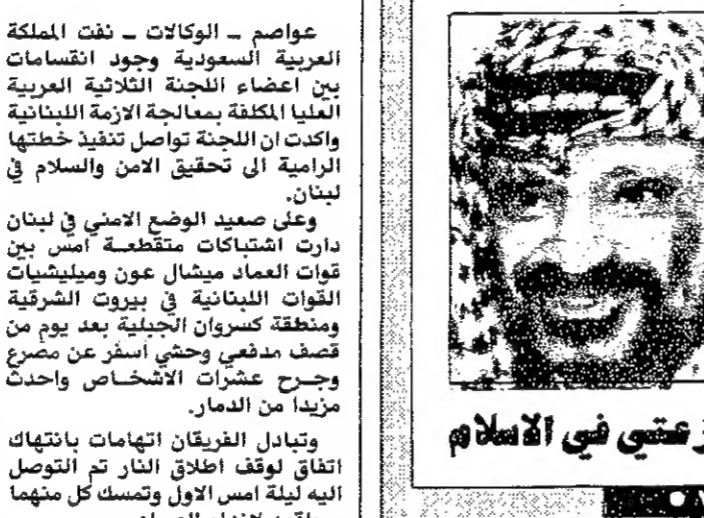 عواصم ـ الوكالات ـ نفت المملكة
العربية السعودية وجود انقسامات
بين اعضاء اللجنة الثلاثية العربية
العليا المكلفة بمعالجة الازمة اللبنانية
واكدت ان اللجنة تواصل تنفيذ خطتها
الرامية الى تحقيق الامن والسلام في
لبنان.
وعلى صعيد الوضع الامني في لبنان
دارت اشتباكات متقطعــة امس بين
قوات العماد ميشال عون وميليشيات
القوات اللبنانية في بيروت الشرقية
ومنطقة كسروان الجبلية بعد يوم من
قصف مدفعي وحشي اسفر عن مصرع
وجــرح عشرات الاشخــاص واحدث
مزيدا من الدمار.
وتبادل الفريقان اتهامات بانتهاك
اتفاق لوقف اطلاق النار تم التوصل
اليه ليلة امس الاول وتمسك كل منهما
في الاسلام